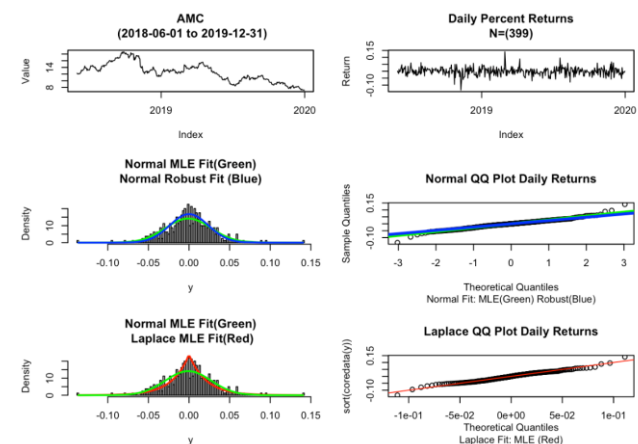 AMC
(2018-06-01 to 2019-12-31)
Value
8
14
2019
2020
Index
Daily Percent Returns
N=(399)
Return
-0.10
0.15
2019
2020
Index
Normal MLE Fit(Green)
Normal Robust Fit (Blue)
Density
0
10
-0.10
-0.05
0.00
0.05
0.10
0.15
y
Normal QQ Plot Daily Returns
Sample Quantiles
-0.10
0.15
-3
-2
-1
0
1
2
3
Theoretical Quantiles
Normal Fit: MLE(Green) Robust(Blue)
Normal MLE Fit(Green)
Laplace MLE Fit(Red)
Density
0
10
-0.10
-0.05
0.00
0.05
0.10
0.15
y
Laplace QQ Plot Daily Returns
sort(coredata(y))
-0.10
0.15
-1e-01
-5e-02
0e+00
5e-02
1e-01
Theoretical Quantiles
Laplace Fit: MLE (Red)